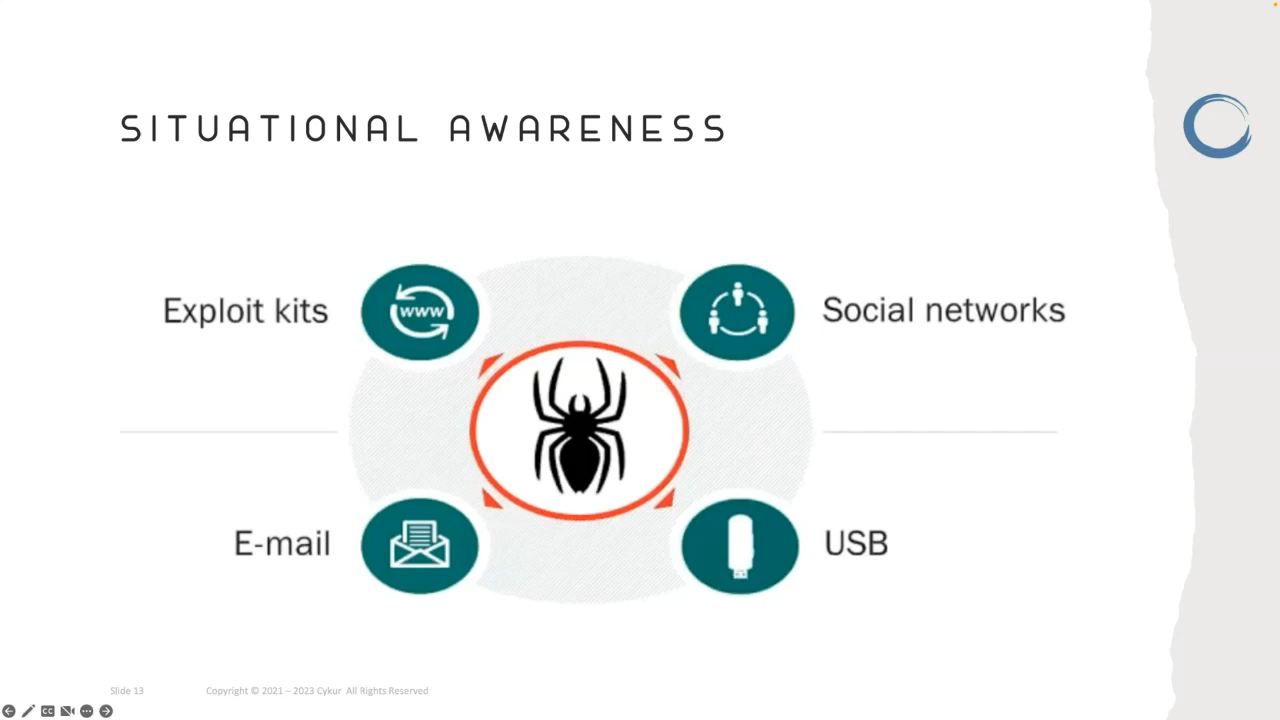 SITUATIONAL AWARENESS
Exploit kits
www
Social networks
E-mail
USB
Slide 13
Copyright © 2021 – 2023 Cykur All Rights Reserved
CC